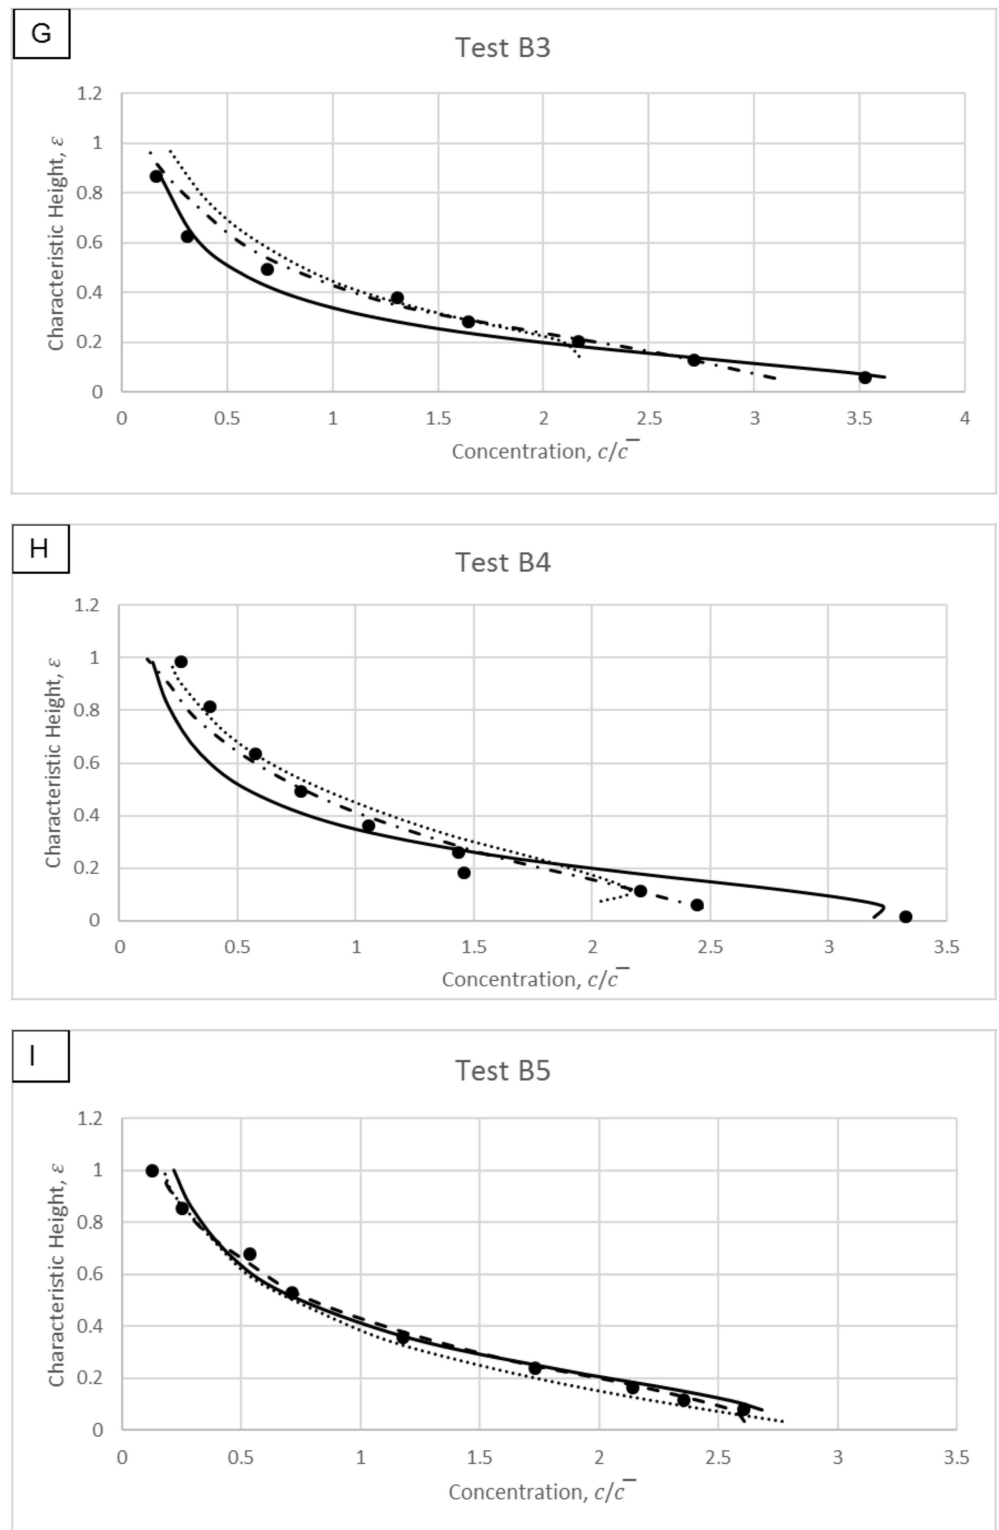 G
Test B3
1.2
1
0.8
0.6
0.4
0.2
0
Characteristic Height, ε
0 0.5 1 1.5 2 2.5 3 3.5 4
Concentration, c/c̄
H
Test B4
1.2
1
0.8
0.6
0.4
0.2
0
Characteristic Height, ε
0 0.5 1 1.5 2 2.5 3 3.5
Concentration, c/c̄
I
Test B5
1.2
1
0.8
0.6
0.4
0.2
0
Characteristic Height, ε
0 0.5 1 1.5 2 2.5 3 3.5
Concentration, c/c̄